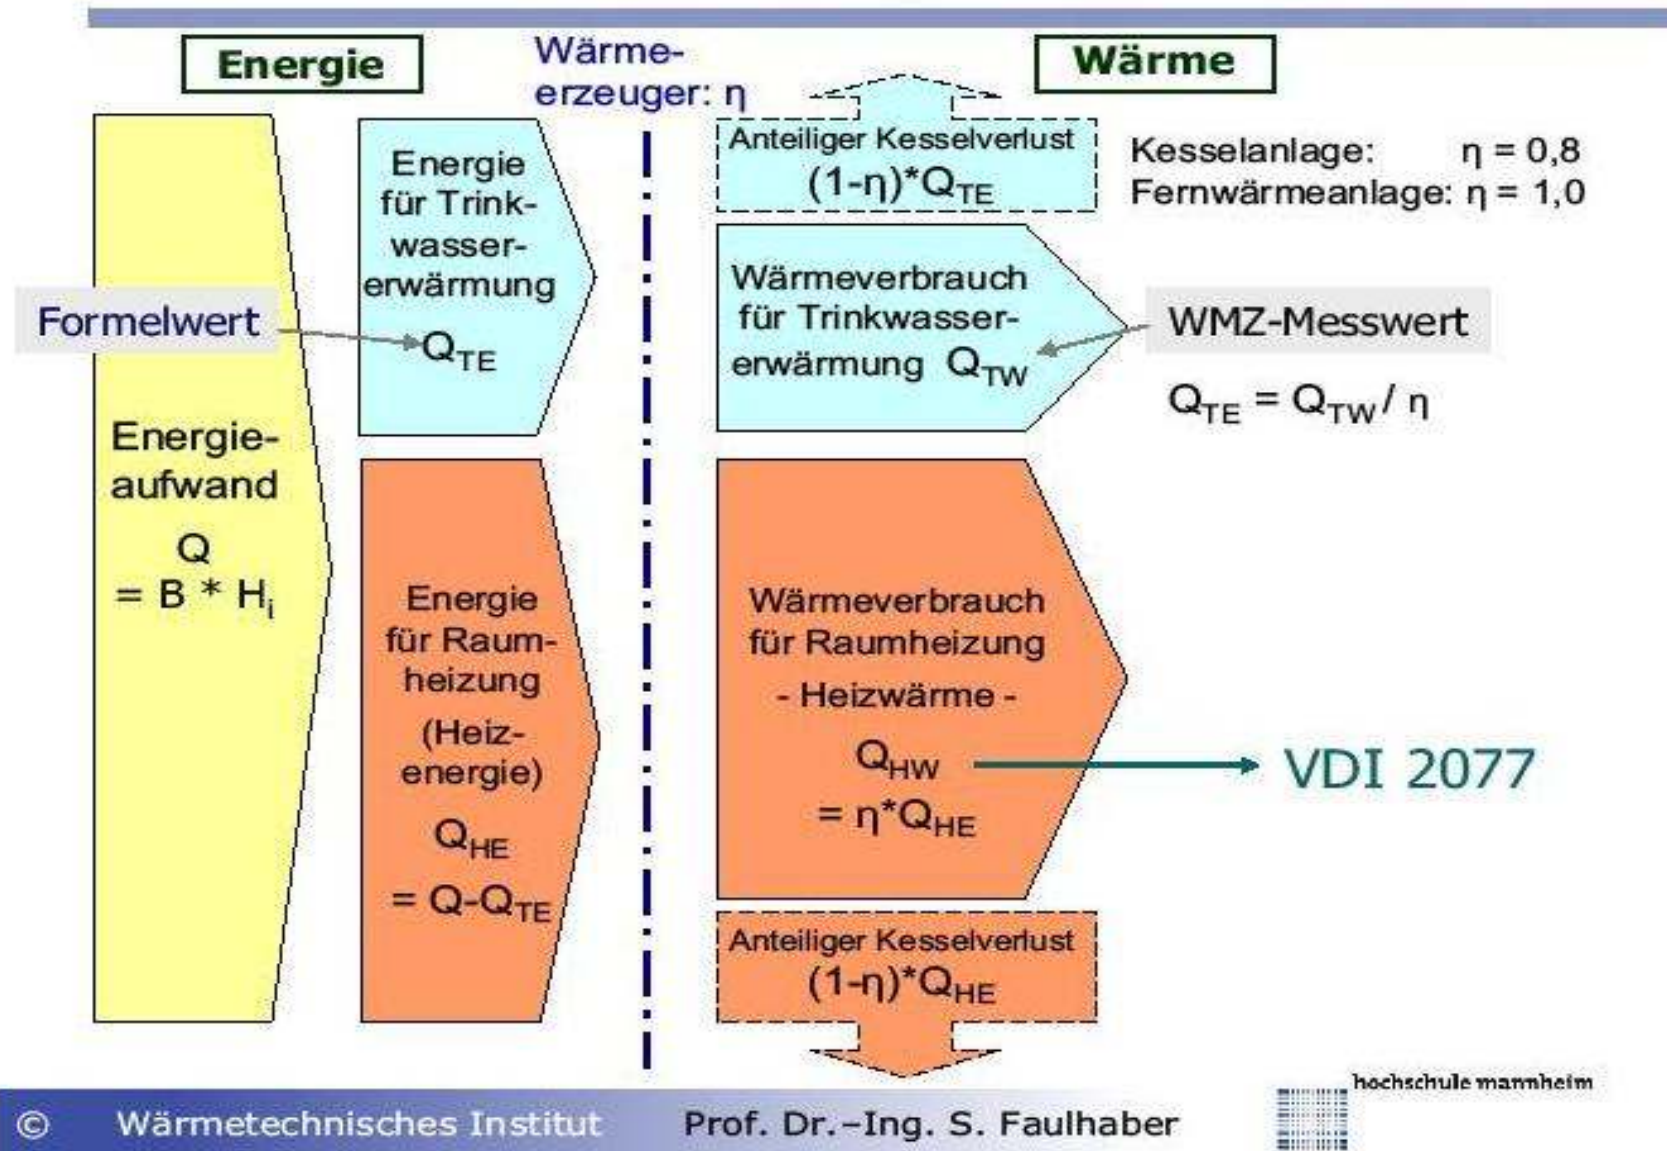 Energie
Wärme-
erzeuger: η
Wärme
Formelwert
Energie-
aufwand
Q
= B * Hi
Energie
für Trink-
wasser-
erwärmung
QTE
Energie
für Raum-
heizung
(Heiz-
energie)
QHE
= Q-QTE
Anteiliger Kesselverlust
(1-η)*QTE
Kesselanlage: η = 0,8
Fernwärmeanlage: η = 1,0
Wärmeverbrauch
für Trinkwasser-
erwärmung QTW
WMZ-Messwert
QTE = QTW / η
Wärmeverbrauch
für Raumheizung
- Heizwärme -
QHW
= η*QHE
VDI 2077
Anteiliger Kesselverlust
(1-η)*QHE
hochschule mannheim
© Wärmetechnisches Institut Prof. Dr.-Ing. S. Faulhaber